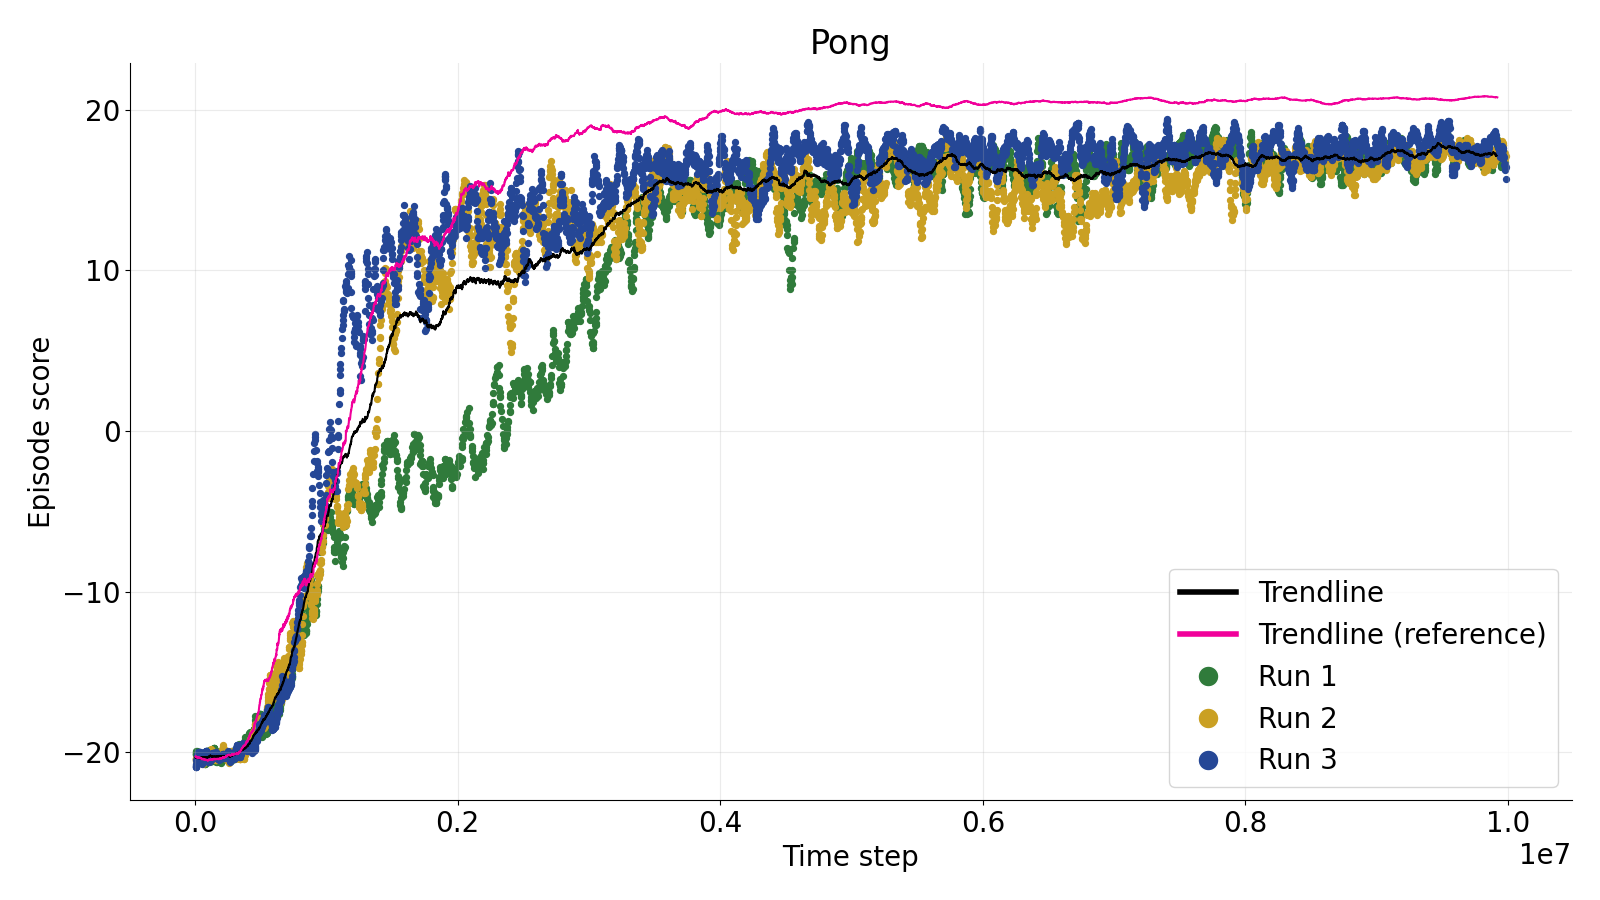 Pong
Episode score
20
10
0
−10
−20
0.0
0.2
0.4
0.6
0.8
1.0
1e7
Time step
Trendline
Trendline (reference)
Run 1
Run 2
Run 3